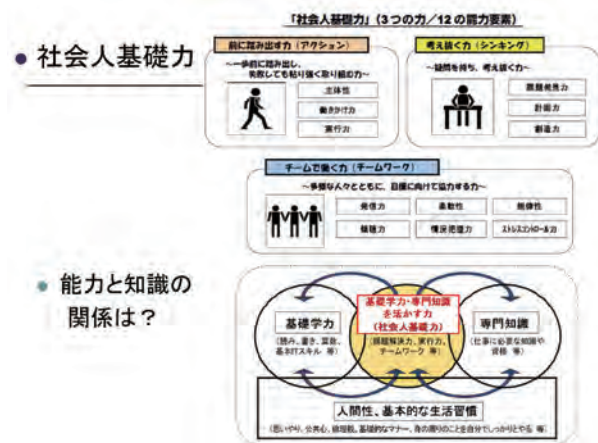 「社会人基礎力」(３つの力／12の能力要素)
● 社会人基礎力
前に踏み出す力(アクション)
～一歩前に踏み出し、
失敗しても粘り強く取り組む力～
主体性
働きかけ力
実行力
考え抜く力(シンキング)
～疑問を持ち、考え抜く力～
課題発見力
計画力
創造力
チームで働く力(チームワーク)
～多様な人々とともに、目標に向けて協力する力～
発信力 柔軟性 規律性
傾聴力 情況把握力 ストレスコントロール力
● 能力と知識の
関係は？
基礎学力
(読み、書き、算数、
基本ITスキル 等)
基礎学力・専門知識
を活かす力
(社会人基礎力)
(課題解決力、実行力、
チームワーク 等)
専門知識
(仕事に必要な知識や
資格 等)
人間性、基本的な生活習慣
(思いやり、公共心、倫理観、基礎的なマナー、身の周りのことを自分でしっかりとやる 等)